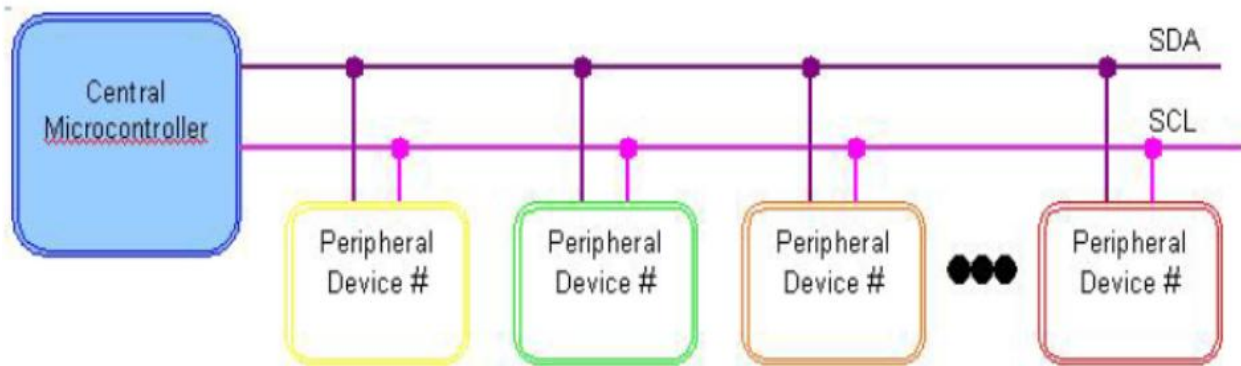 SDA
Central
Microcontroller
SCL
Peripheral
Device #
Peripheral
Device #
Peripheral
Device #
Peripheral
Device #